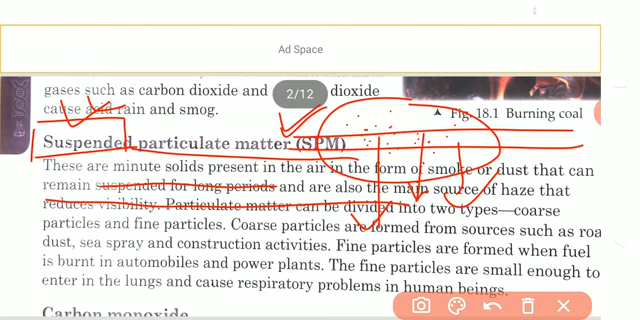 Ad Space
gases such as carbon dioxide and
2/12
dioxide
cause acid rain and smog.
▲ Fig. 18.1 Burning coal
Suspended particulate matter (SPM)
These are minute solids present in the air in the form of smoke or dust that can
remain suspended for long periods and are also the main source of haze that
reduces visibility. Particulate matter can be divided into two types—coarse
particles and fine particles. Coarse particles are formed from sources such as roa
dust, sea spray and construction activities. Fine particles are formed when fuel
is burnt in automobiles and power plants. The fine particles are small enough to
enter in the lungs and cause respiratory problems in human beings.
Carbon monoxide